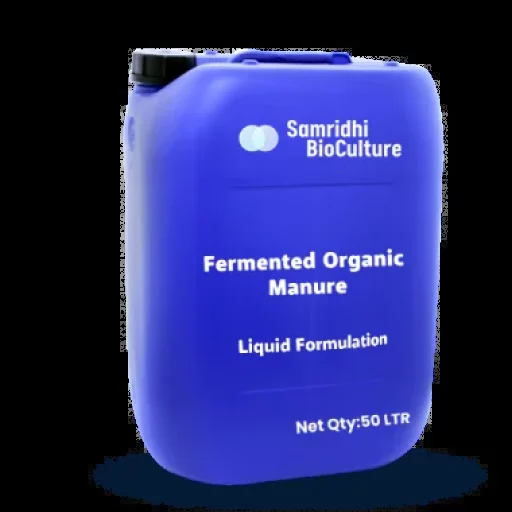 Samridhi
BioCulture
Fermented Organic
Manure
Liquid Formulation
Net Qty:50 LTR